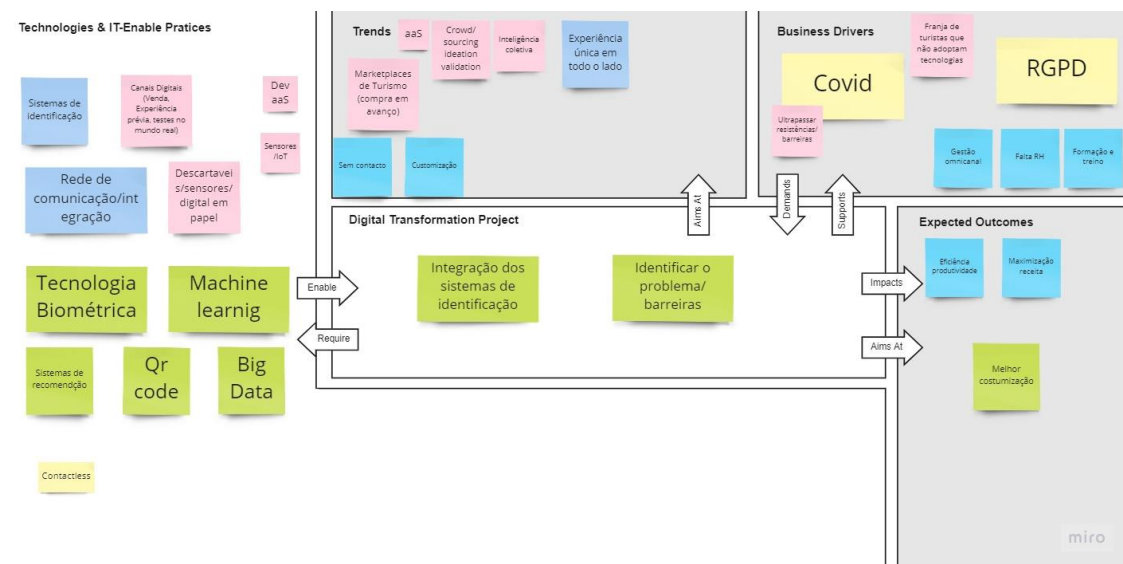 Technologies & IT-Enable Pratices
Sistemas de
identificação
Canais Digitais
(Venda,
Experiência
prévia, testes no
mundo real)
Dev
aaS
Sensores
/IoT
Rede de
comunicação/int
egração
Descartavei
s/sensores/
digital em
papel
Tecnologia
Biométrica
Machine
learnig
Sistemas de
recomendção
Qr
code
Big
Data
Contactless
Trends
aaS
Crowd/
sourcing
ideation
validation
Inteligência
coletiva
Experiência
única em
todo o lado
Marketplaces
de Turismo
(compra em
avanço)
Sem contacto
Customização
Business Drivers
Covid
Franja de
turistas que
não adoptam
tecnologias
RGPD
Ultrapassar
resistências/
barreiras
Gestão
omnicanal
Falta RH
Formação e
treino
Aims At
Demands
Supports
Digital Transformation Project
Enable
Require
Integração dos
sistemas de
identificação
Identificar o
problema/
barreiras
Impacts
Aims At
Expected Outcomes
Eficiência
produtividade
Maximização
receita
Melhor
costumização
miro